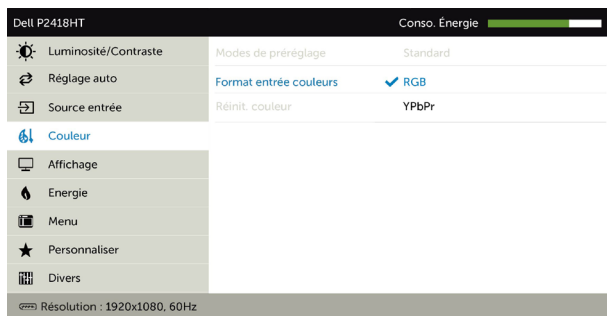 Dell P2418HT Conso. Énergie
Luminosité/Contraste Modes de préréglage Standard
Réglage auto Format entrée couleurs RGB
Source entrée Réinit. couleur YPbPr
Couleur
Affichage
Energie
Menu
Personnaliser
Divers
Résolution : 1920x1080, 60Hz